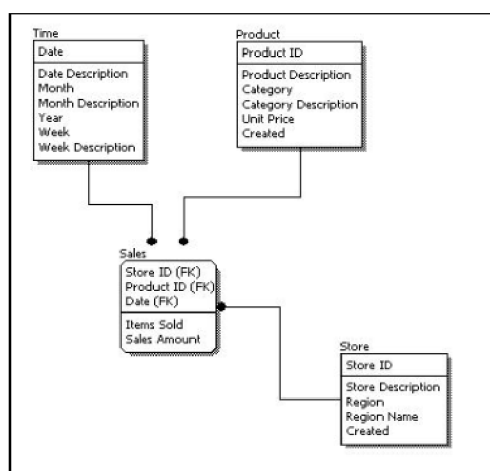 Time
Date
Date Description
Month
Month Description
Year
Week
Week Description
Product
Product ID
Product Description
Category
Category Description
Unit Price
Created
Sales
Store ID (FK)
Product ID (FK)
Date (FK)
Items Sold
Sales Amount
Store
Store ID
Store Description
Region
Region Name
Created